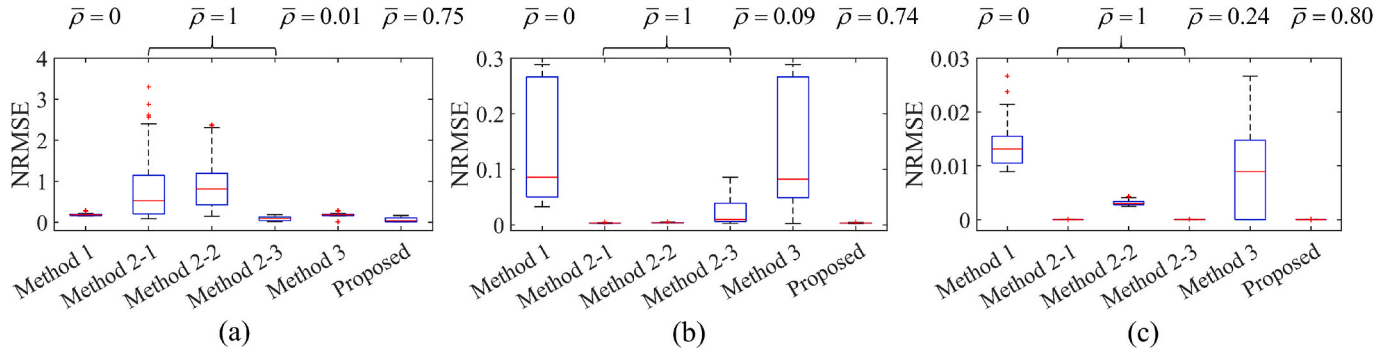 ρ̅ = 0 ρ̅ = 1 ρ̅ = 0.01 ρ̅ = 0.75 ρ̅ = 0 ρ̅ = 1 ρ̅ = 0.09 ρ̅ = 0.74 ρ̅ = 0 ρ̅ = 1 ρ̅ = 0.24 ρ̅ = 0.80
NRMSE
4
3
2
1
0
Method 1 Method 2-1 Method 2-2 Method 2-3 Method 3 Proposed
(a)
NRMSE
0.3
0.2
0.1
0
Method 1 Method 2-1 Method 2-2 Method 2-3 Method 3 Proposed
(b)
NRMSE
0.03
0.02
0.01
0
Method 1 Method 2-1 Method 2-2 Method 2-3 Method 3 Proposed
(c)